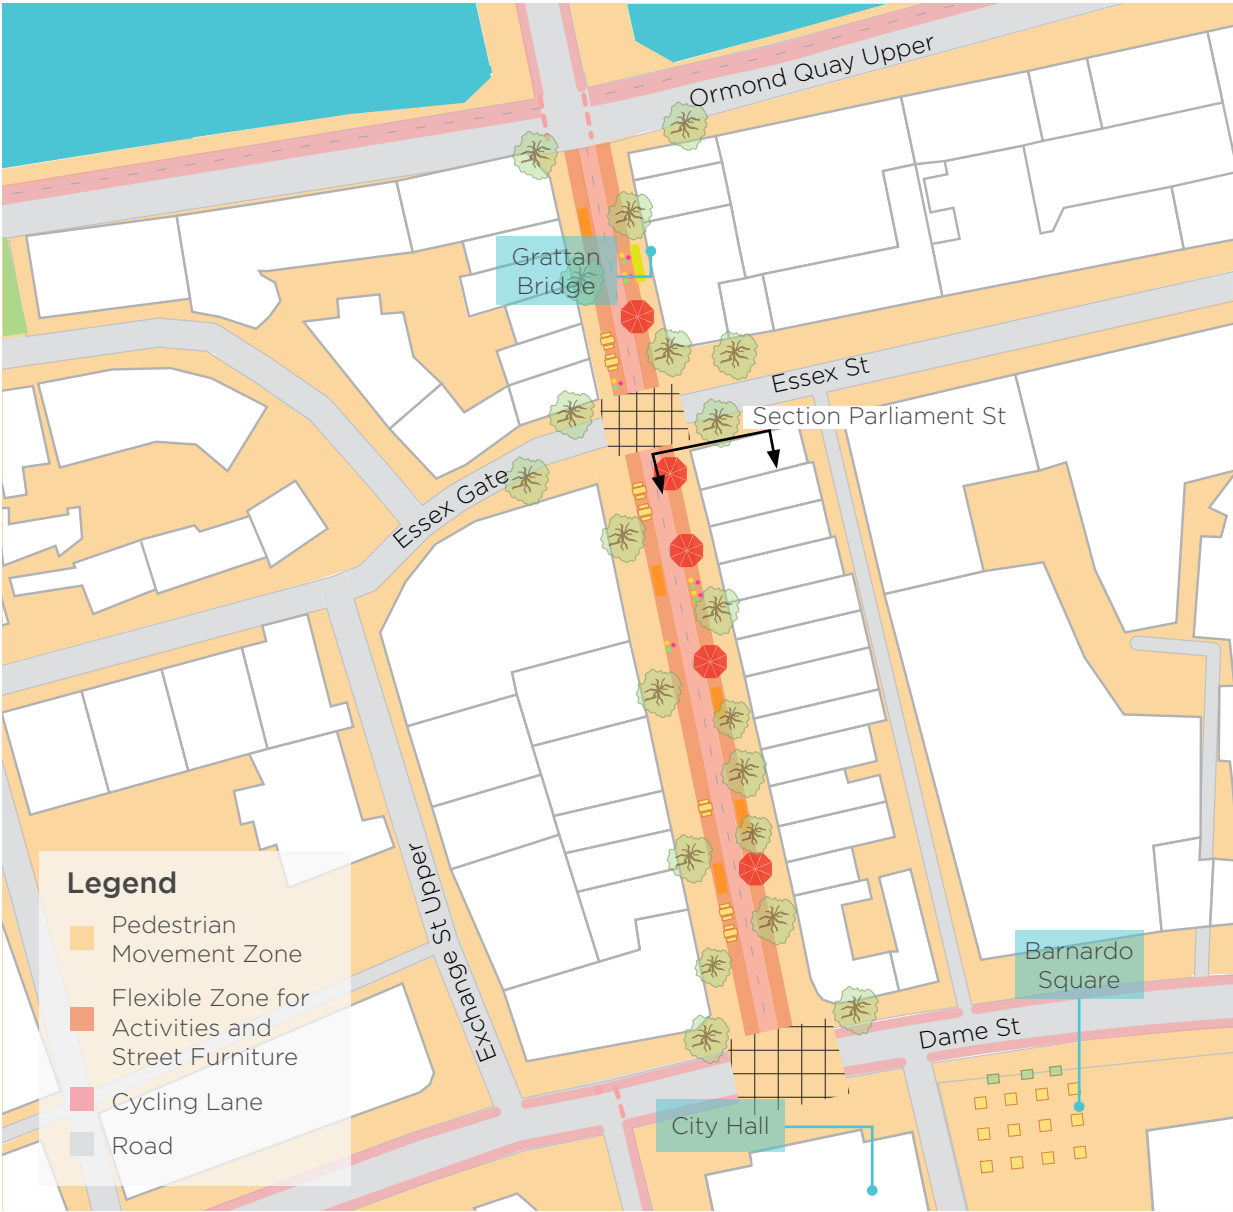 Ormond Quay Upper
Grattan
Bridge
Essex St
Section Parliament St
Essex Gate
Exchange St Upper
Legend
Pedestrian
Movement Zone
Flexible Zone for
Activities and
Street Furniture
Cycling Lane
Road
Barnardo
Square
Dame St
City Hall